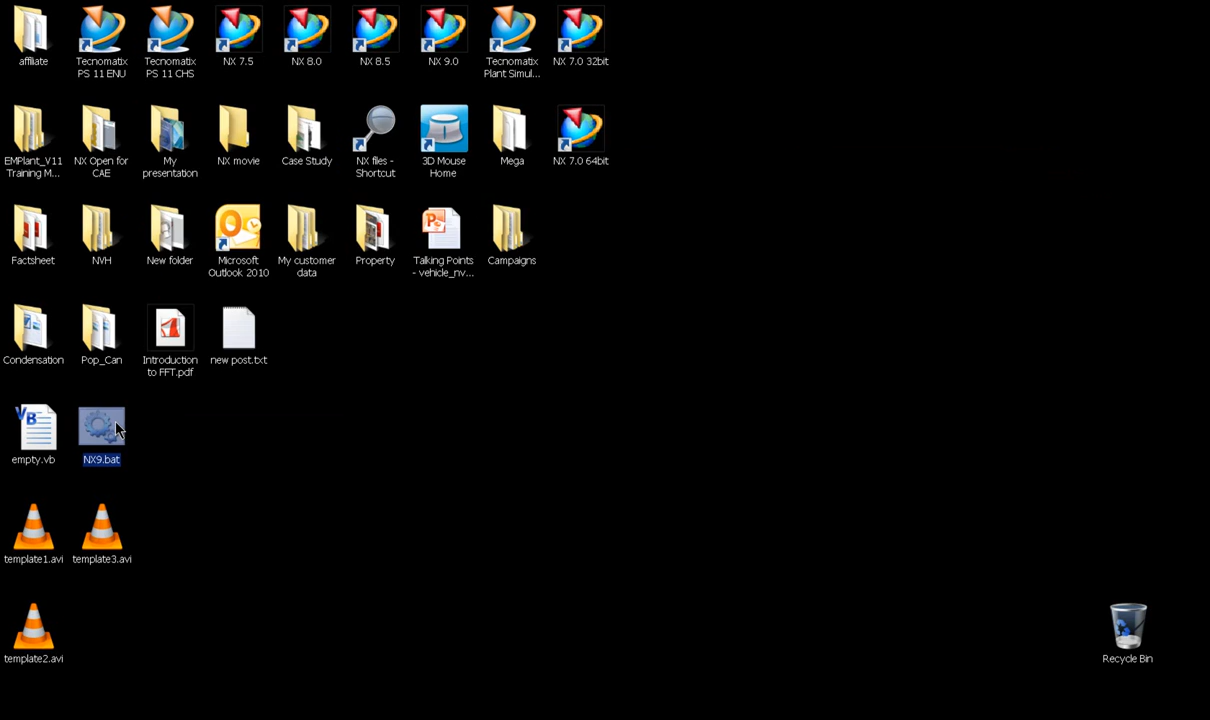 affiliate
Tecnomatix
PS 11 ENU
Tecnomatix
PS 11 CHS
NX 7.5
NX 8.0
NX 8.5
NX 9.0
Tecnomatix
Plant Simul...
NX 7.0 32bit
EMPlant_V11
Training M...
NX Open for
CAE
My
presentation
NX movie
Case Study
NX files -
Shortcut
3D Mouse
Home
Mega
NX 7.0 64bit
Factsheet
NVH
New folder
Microsoft
Outlook 2010
My customer
data
Property
Talking Points
- vehicle_nv...
Campaigns
Condensation
Pop_Can
Introduction
to FFT.pdf
new post.txt
VB
empty.vb
NX9.bat
template1.avi
template3.avi
template2.avi
Recycle Bin